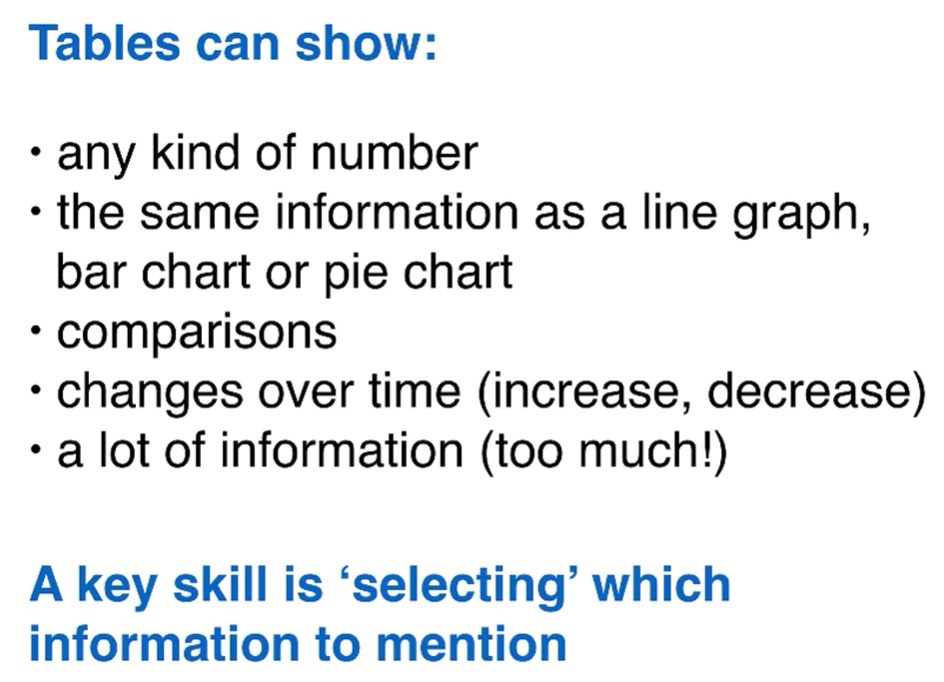 Tables can show:
• any kind of number
• the same information as a line graph,
bar chart or pie chart
• comparisons
• changes over time (increase, decrease)
• a lot of information (too much!)
A key skill is ‘selecting’ which
information to mention